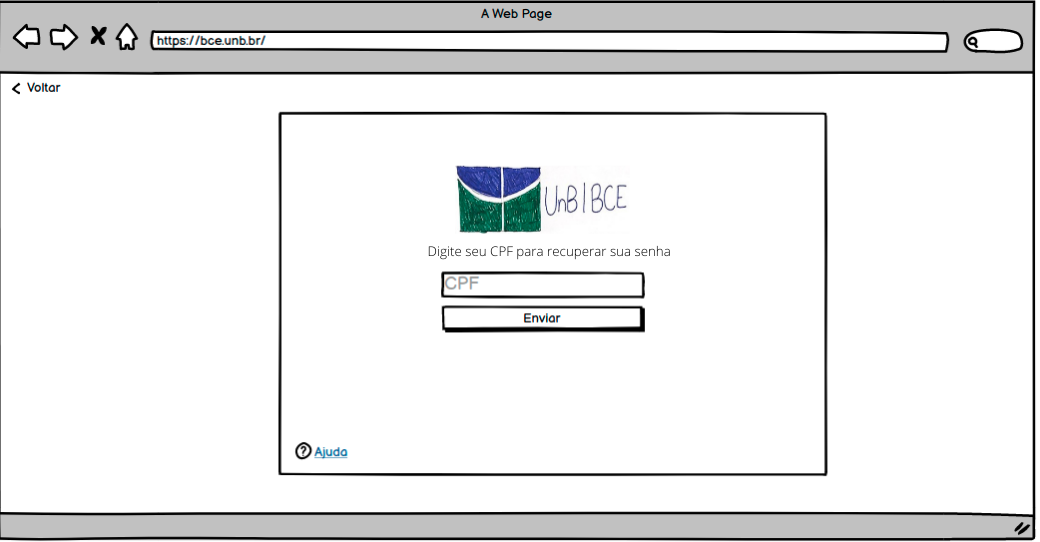 A Web Page
https://bce.unb.br/
Voltar
UnB|BCE
Digite seu CPF para recuperar sua senha
CPF
Enviar
? Ajuda